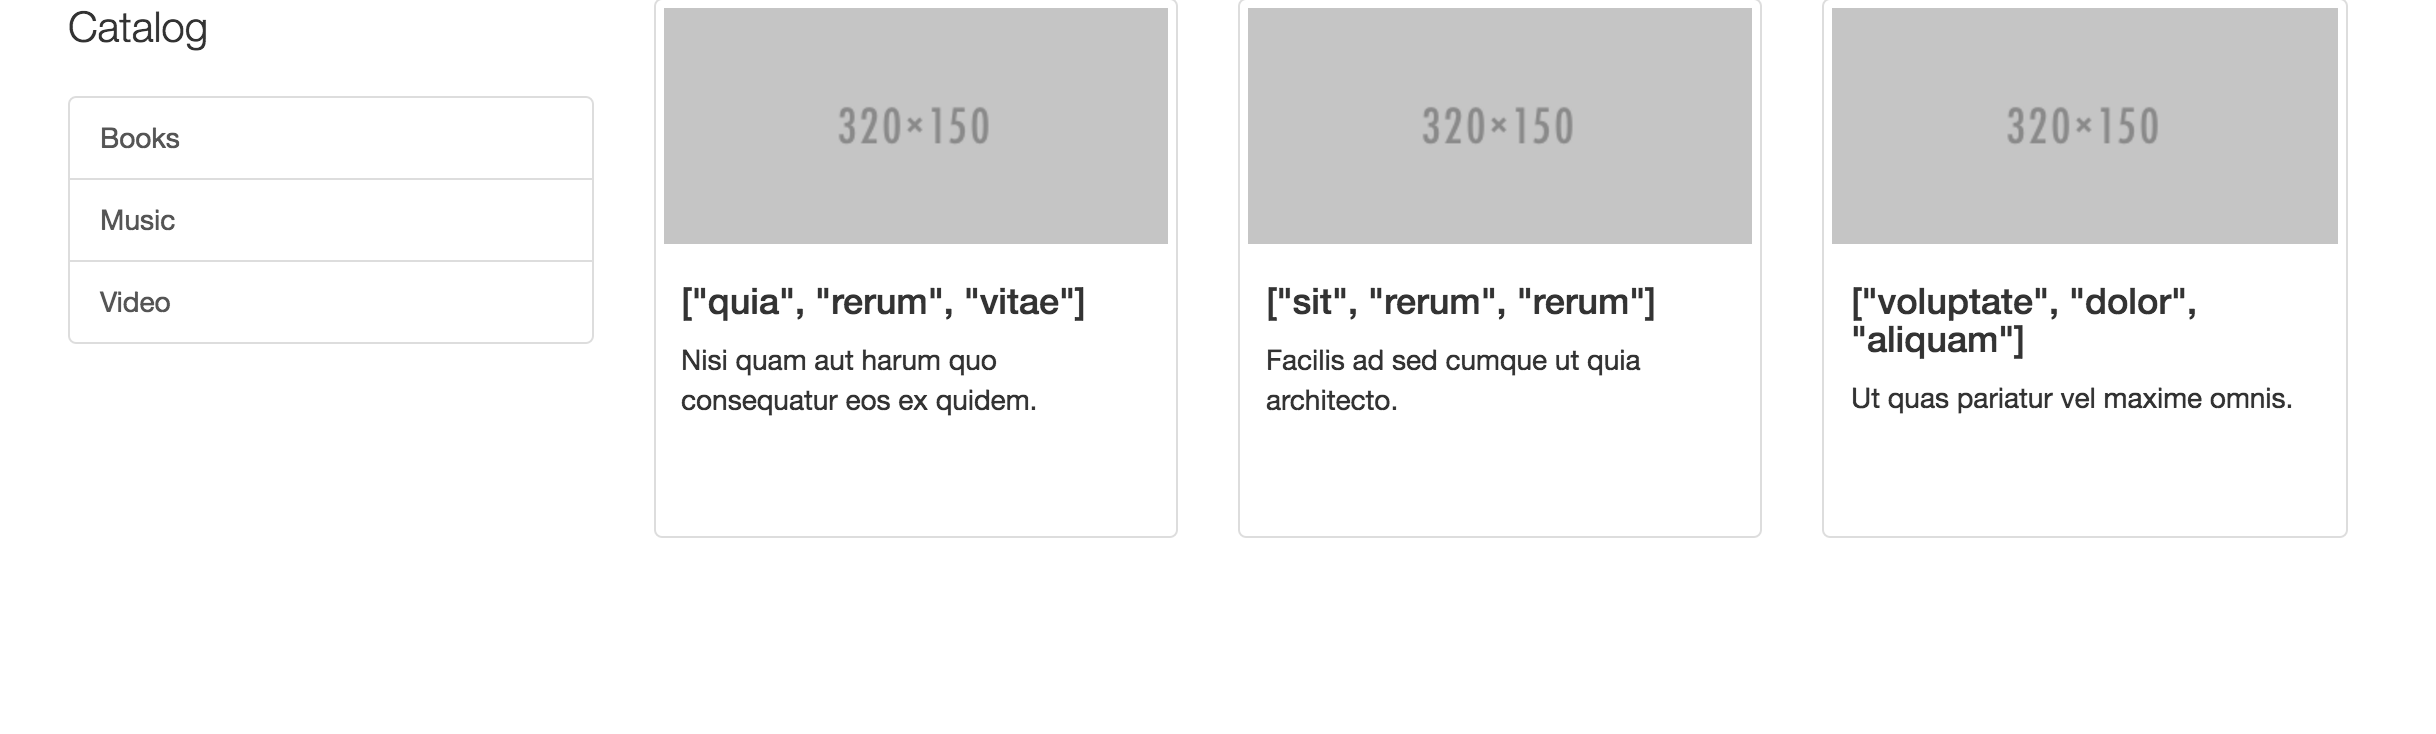 Catalog
Books
Music
Video
320×150
["quia", "rerum", "vitae"]
Nisi quam aut harum quo
consequatur eos ex quidem.
320×150
["sit", "rerum", "rerum"]
Facilis ad sed cumque ut quia
architecto.
320×150
["voluptate", "dolor",
"aliquam"]
Ut quas pariatur vel maxime omnis.